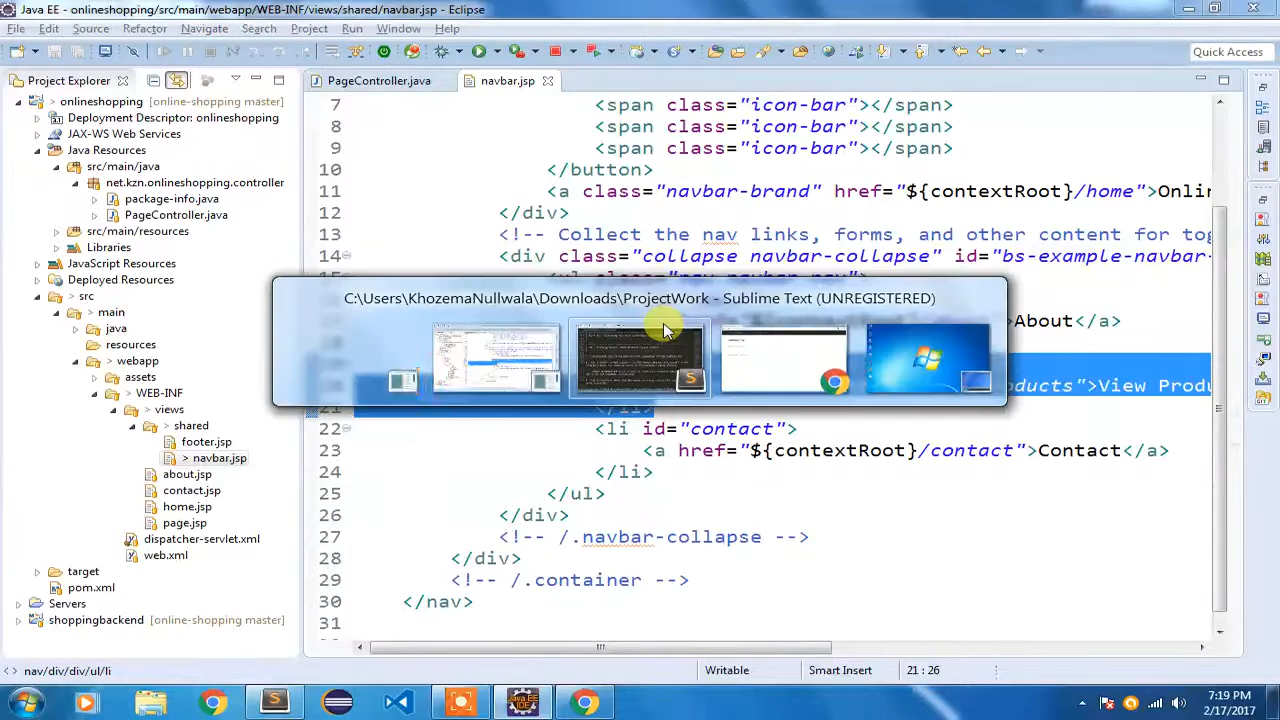 Java EE - onlineshopping/src/main/webapp/WEB-INF/views/shared/navbar.jsp - Eclipse
File Edit Source Refactor Navigate Search Project Run Window Help
Quick Access
Project Explorer
PageController.java
navbar.jsp
> onlineshopping [online-shopping master]
Deployment Descriptor: onlineshopping
JAX-WS Web Services
Java Resources
src/main/java
net.kzn.onlineshopping.controller
package-info.java
PageController.java
src/main/resources
Libraries
JavaScript Resources
Deployed Resources
> src
java
resources
webapp
assets
WEB-INF
> views
> shared
footer.jsp
> navbar.jsp
about.jsp
contact.jsp
home.jsp
page.jsp
dispatcher-servlet.xml
web.xml
target
pom.xml
Servers
shoppingbackend [online-shopping master]
7 <span class="icon-bar"></span>
8 <span class="icon-bar"></span>
9 <span class="icon-bar"></span>
10 </button>
11 <a class="navbar-brand" href="${contextRoot}/home">Onlin
12 </div>
13 <!-- Collect the nav links, forms, and other content for tog
14 <div class="collapse navbar-collapse" id="bs-example-navbar-
C:\Users\KhozemaNullwala\Downloads\ProjectWork - Sublime Text (UNREGISTERED)
About</a>
oducts">View Produ
21 </li>
22 <li id="contact">
23 <a href="${contextRoot}/contact">Contact</a>
24 </li>
25 </ul>
26 </div>
27 <!-- /.navbar-collapse -->
28 </div>
29 <!-- /.container -->
30 </nav>
31
nav/div/div/ul/li
Writable
Smart Insert
21 : 26
7:19 PM
2/17/2017